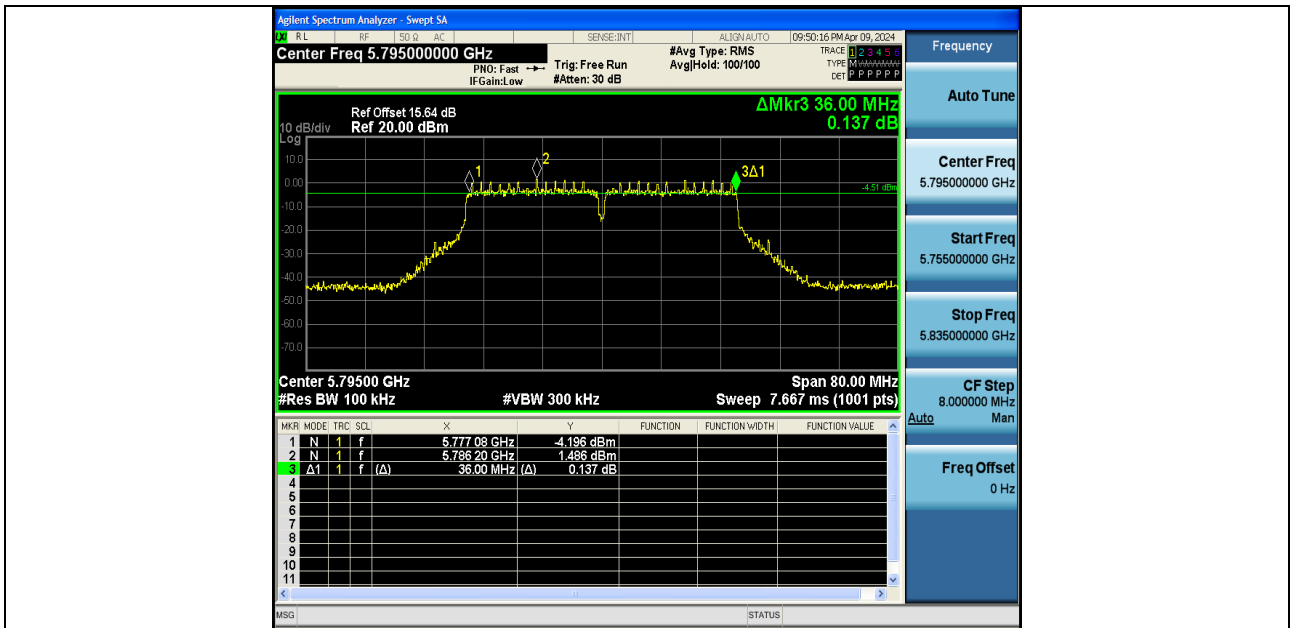 Agilent Spectrum Analyzer - Swept SA
LXI RL RF 50 Ω AC SENSE:INT ALIGN AUTO 09:50:16 PM Apr 09, 2024
Center Freq 5.795000000 GHz
PNO: Fast
IFGain:Low
Trig: Free Run
#Atten: 30 dB
#Avg Type: RMS
Avg|Hold: 100/100
TRACE 1 2 3 4 5 6
TYPE M
DET P P P P P P
ΔMkr3 36.00 MHz
0.137 dB
Ref Offset 15.64 dB
10 dB/div Ref 20.00 dBm
Log
10.0
0.00
-10.0
-20.0
-30.0
-40.0
-50.0
-60.0
-70.0
1
2
3Δ1
-4.51 dBm
Center 5.79500 GHz Span 80.00 MHz
#Res BW 100 kHz #VBW 300 kHz Sweep 7.667 ms (1001 pts)
MKR MODE TRC SCL X Y FUNCTION FUNCTION WIDTH FUNCTION VALUE
1 N 1 f 5.777 08 GHz -4.196 dBm
2 N 1 f 5.786 20 GHz 1.486 dBm
3 Δ1 1 f (Δ) 36.00 MHz (Δ) 0.137 dB
4
5
6
7
8
9
10
11
MSG STATUS
Frequency
Auto Tune
Center Freq
5.795000000 GHz
Start Freq
5.755000000 GHz
Stop Freq
5.835000000 GHz
CF Step
8.000000 MHz
Auto Man
Freq Offset
0 Hz